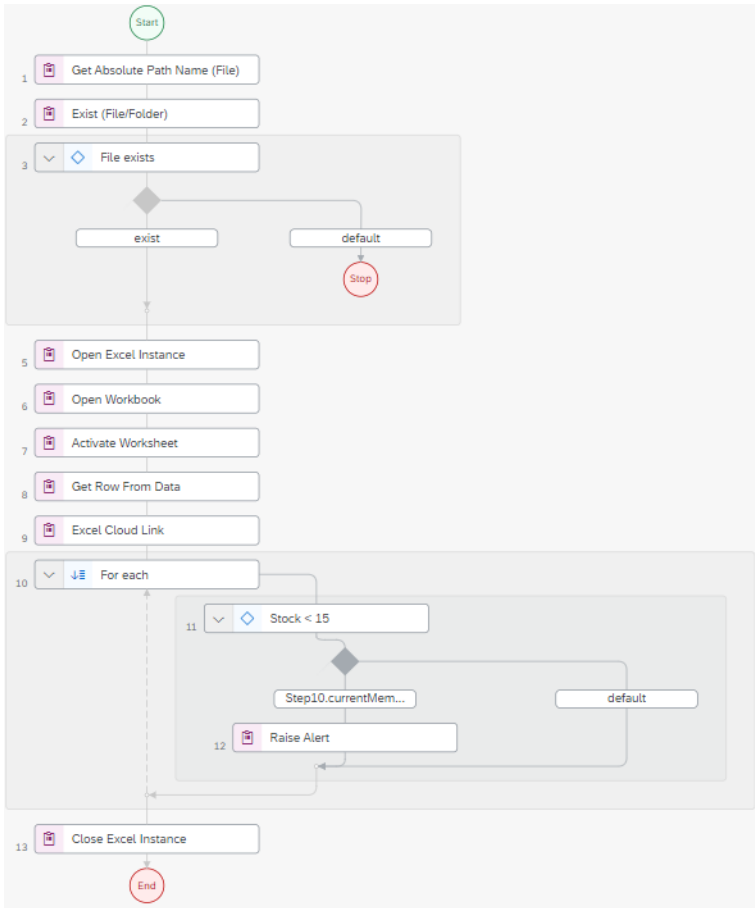 Start
1 Get Absolute Path Name (File)
2 Exist (File/Folder)
3 File exists
exist default
Stop
5 Open Excel Instance
6 Open Workbook
7 Activate Worksheet
8 Get Row From Data
9 Excel Cloud Link
10 For each
11 Stock < 15
Step10.currentMem... default
12 Raise Alert
13 Close Excel Instance
End